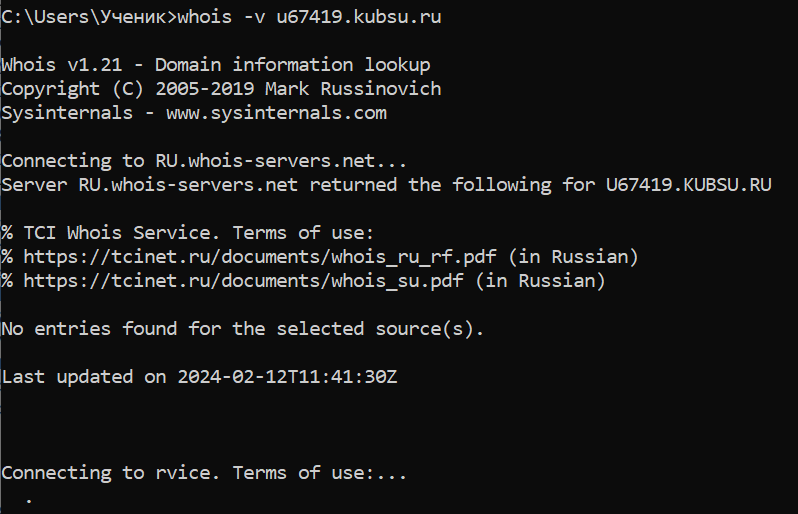 C:\Users\Ученик>whois -v u67419.kubsu.ru
Whois v1.21 - Domain information lookup
Copyright (C) 2005-2019 Mark Russinovich
Sysinternals - www.sysinternals.com
Connecting to RU.whois-servers.net...
Server RU.whois-servers.net returned the following for U67419.KUBSU.RU
% TCI Whois Service. Terms of use:
% https://tcinet.ru/documents/whois_ru_rf.pdf (in Russian)
% https://tcinet.ru/documents/whois_su.pdf (in Russian)
No entries found for the selected source(s).
Last updated on 2024-02-12T11:41:30Z
Connecting to rvice. Terms of use:...
.